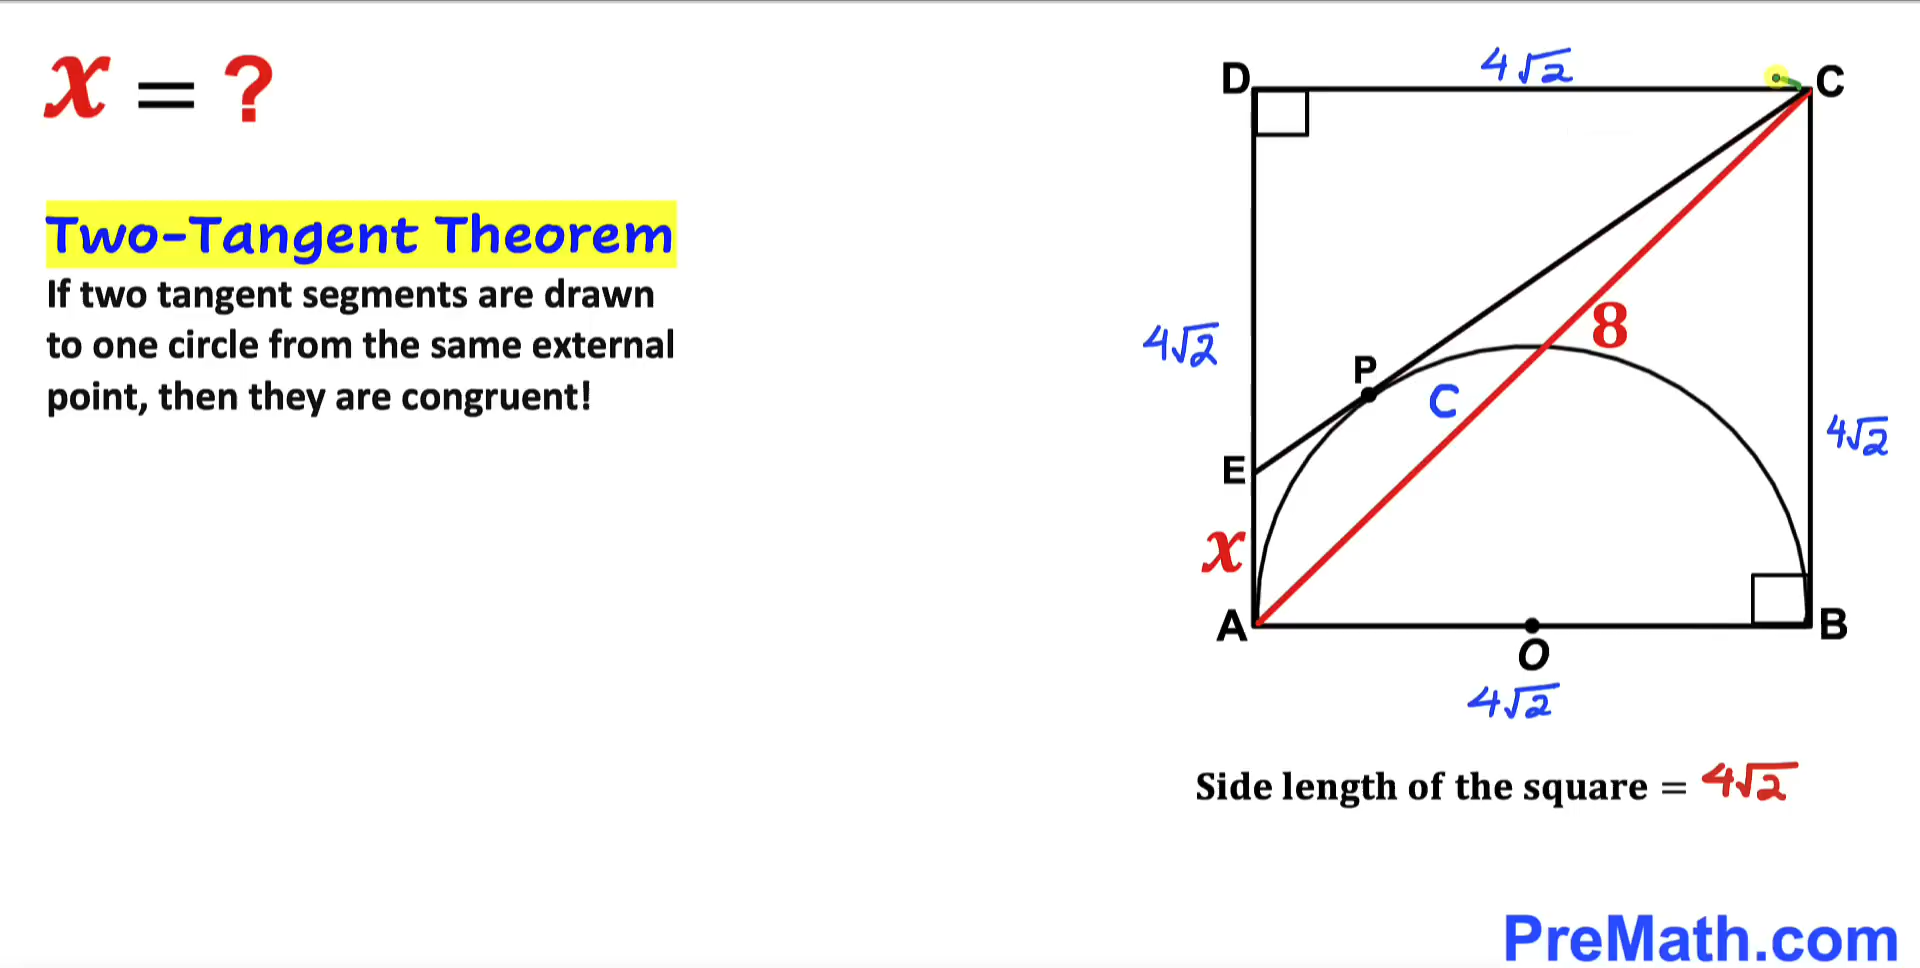 x = ?
Two-Tangent Theorem
If two tangent segments are drawn
to one circle from the same external
point, then they are congruent!
D
4√2
C
4√2
8
P
C
4√2
E
x
A
B
O
4√2
Side length of the square = 4√2
PreMath.com